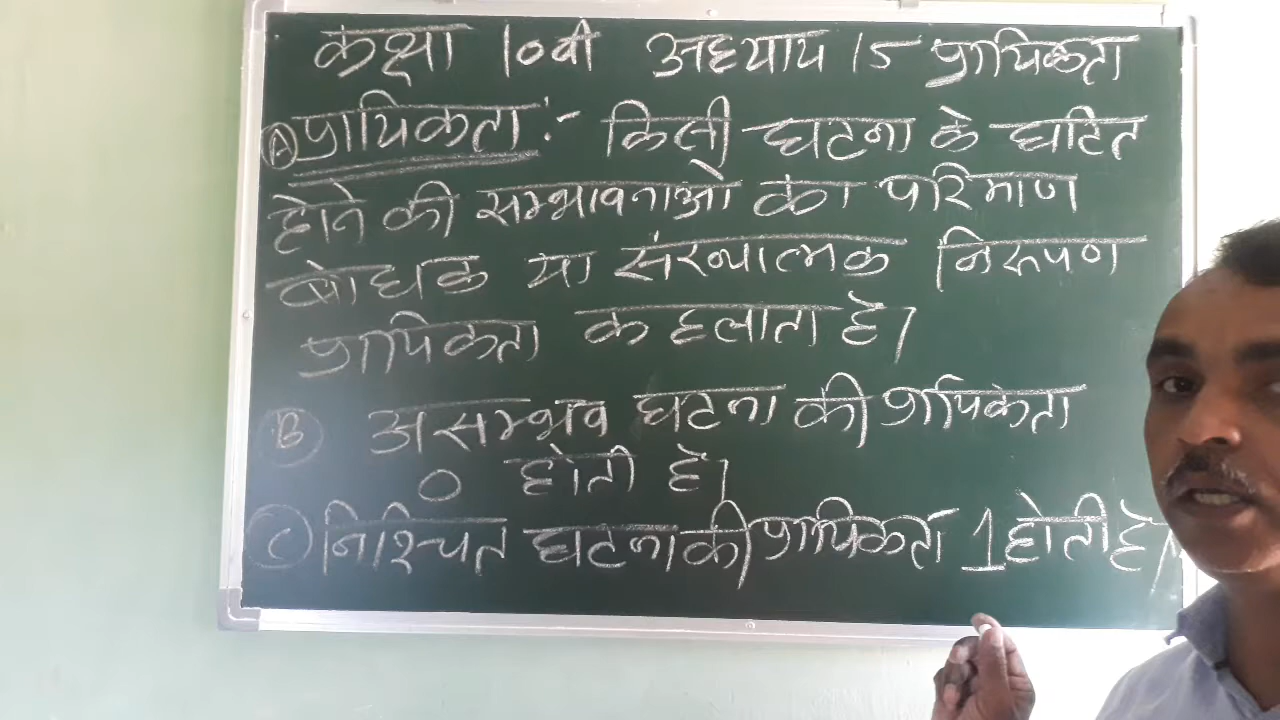 कक्षा 10वी अध्याय 15 प्रायिकता
(A) प्रायिकता :- किसी घटना के घटित
होने की सम्भावनाओ का परिमाण
बोधक या संख्यात्मक निरूपण
प्रायिकता कहलाता है।
(B) असम्भव घटना की प्रायिकता
0 होती है।
(C) निश्चित घटना की प्रायिकता 1 होती है।